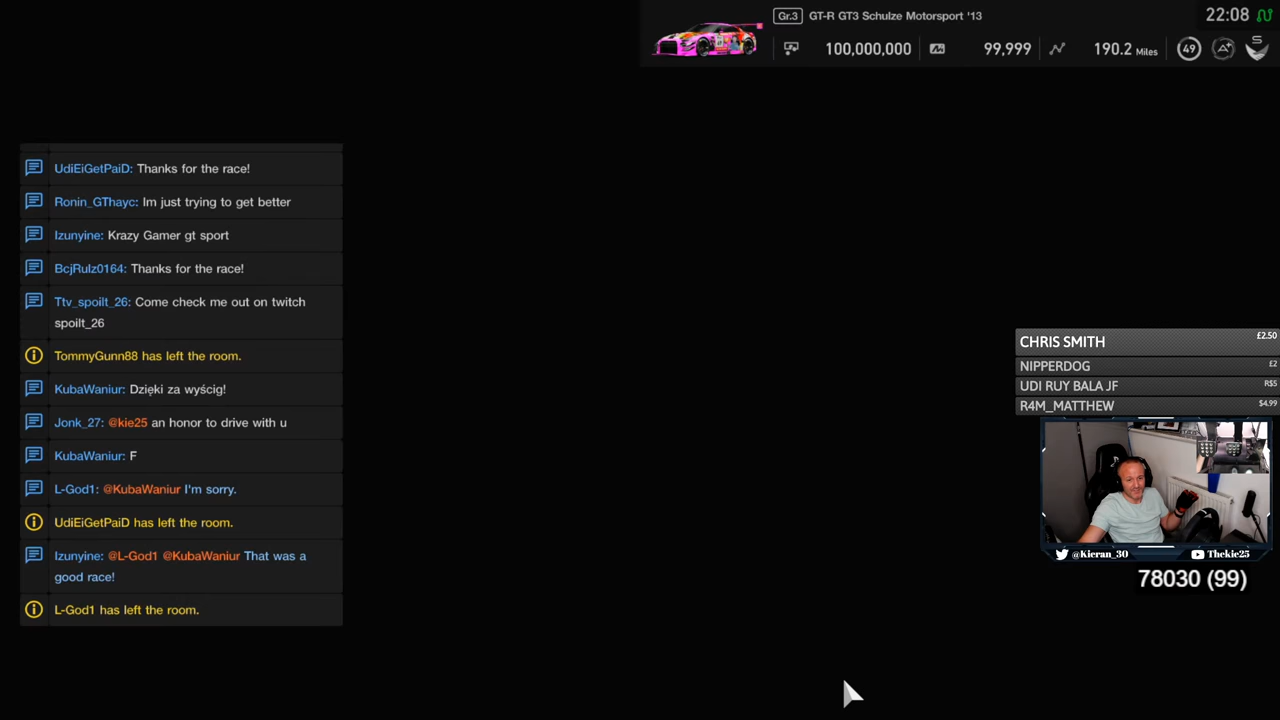 22:08
Gr.3 GT-R GT3 Schulze Motorsport '13
100,000,000 99,999 190.2 Miles 49 A+ S
UdiEiGetPaiD: Thanks for the race!
Ronin_GThayc: Im just trying to get better
Izunyine: Krazy Gamer gt sport
BcjRulz0164: Thanks for the race!
Ttv_spoilt_26: Come check me out on twitch
spoilt_26
TommyGunn88 has left the room.
KubaWaniur: Dzięki za wyścig!
Jonk_27: @kie25 an honor to drive with u
KubaWaniur: F
L-God1: @KubaWaniur I'm sorry.
UdiEiGetPaiD has left the room.
Izunyine: @L-God1 @KubaWaniur That was a
good race!
L-God1 has left the room.
CHRIS SMITH £2.50
NIPPERDOG £2
UDI RUY BALA JF R$5
R4M_MATTHEW $4.99
@Kieran_30 Thekie25
78030 (99)